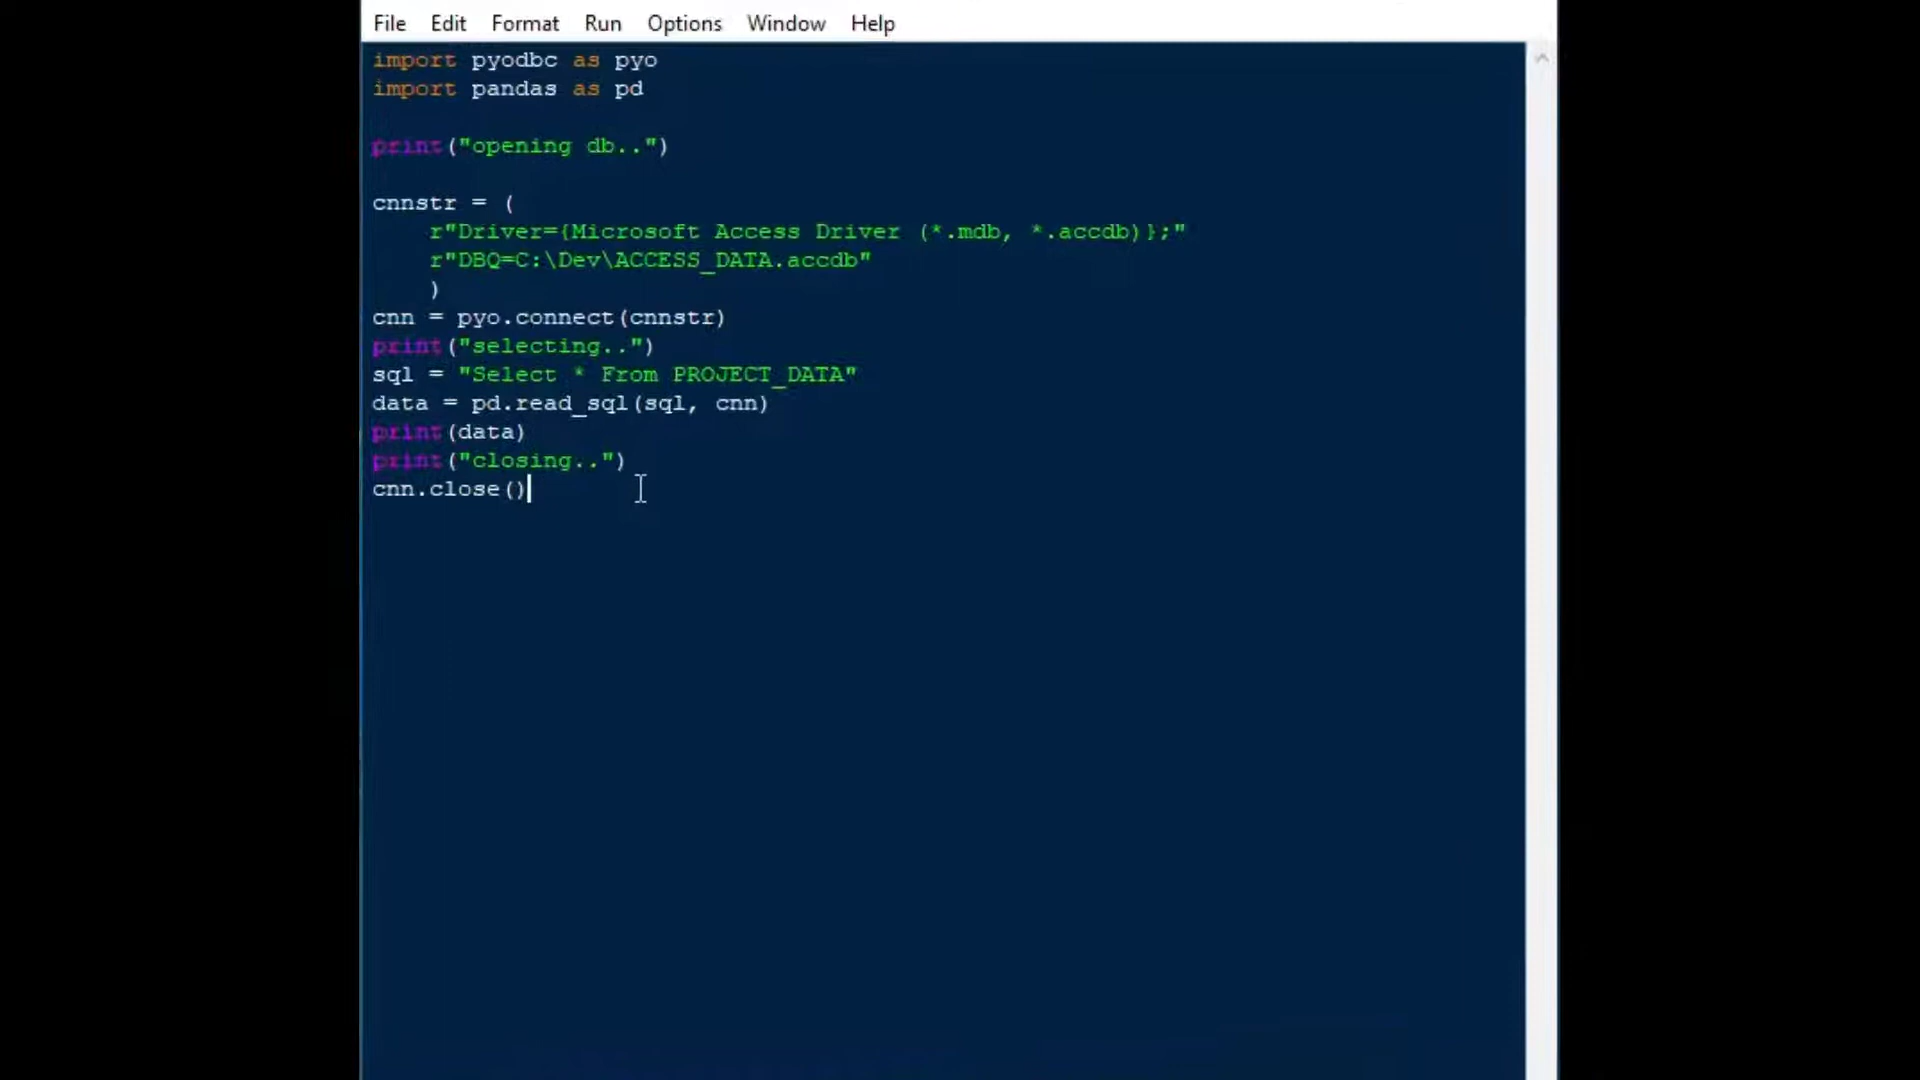 File Edit Format Run Options Window Help
import pyodbc as pyo
import pandas as pd
print("opening db..")
cnnstr = (
r"Driver={Microsoft Access Driver (*.mdb, *.accdb)};"
r"DBQ=C:\Dev\ACCESS_DATA.accdb"
)
cnn = pyo.connect(cnnstr)
print("selecting..")
sql = "Select * From PROJECT_DATA"
data = pd.read_sql(sql, cnn)
print(data)
print("closing..")
cnn.close()